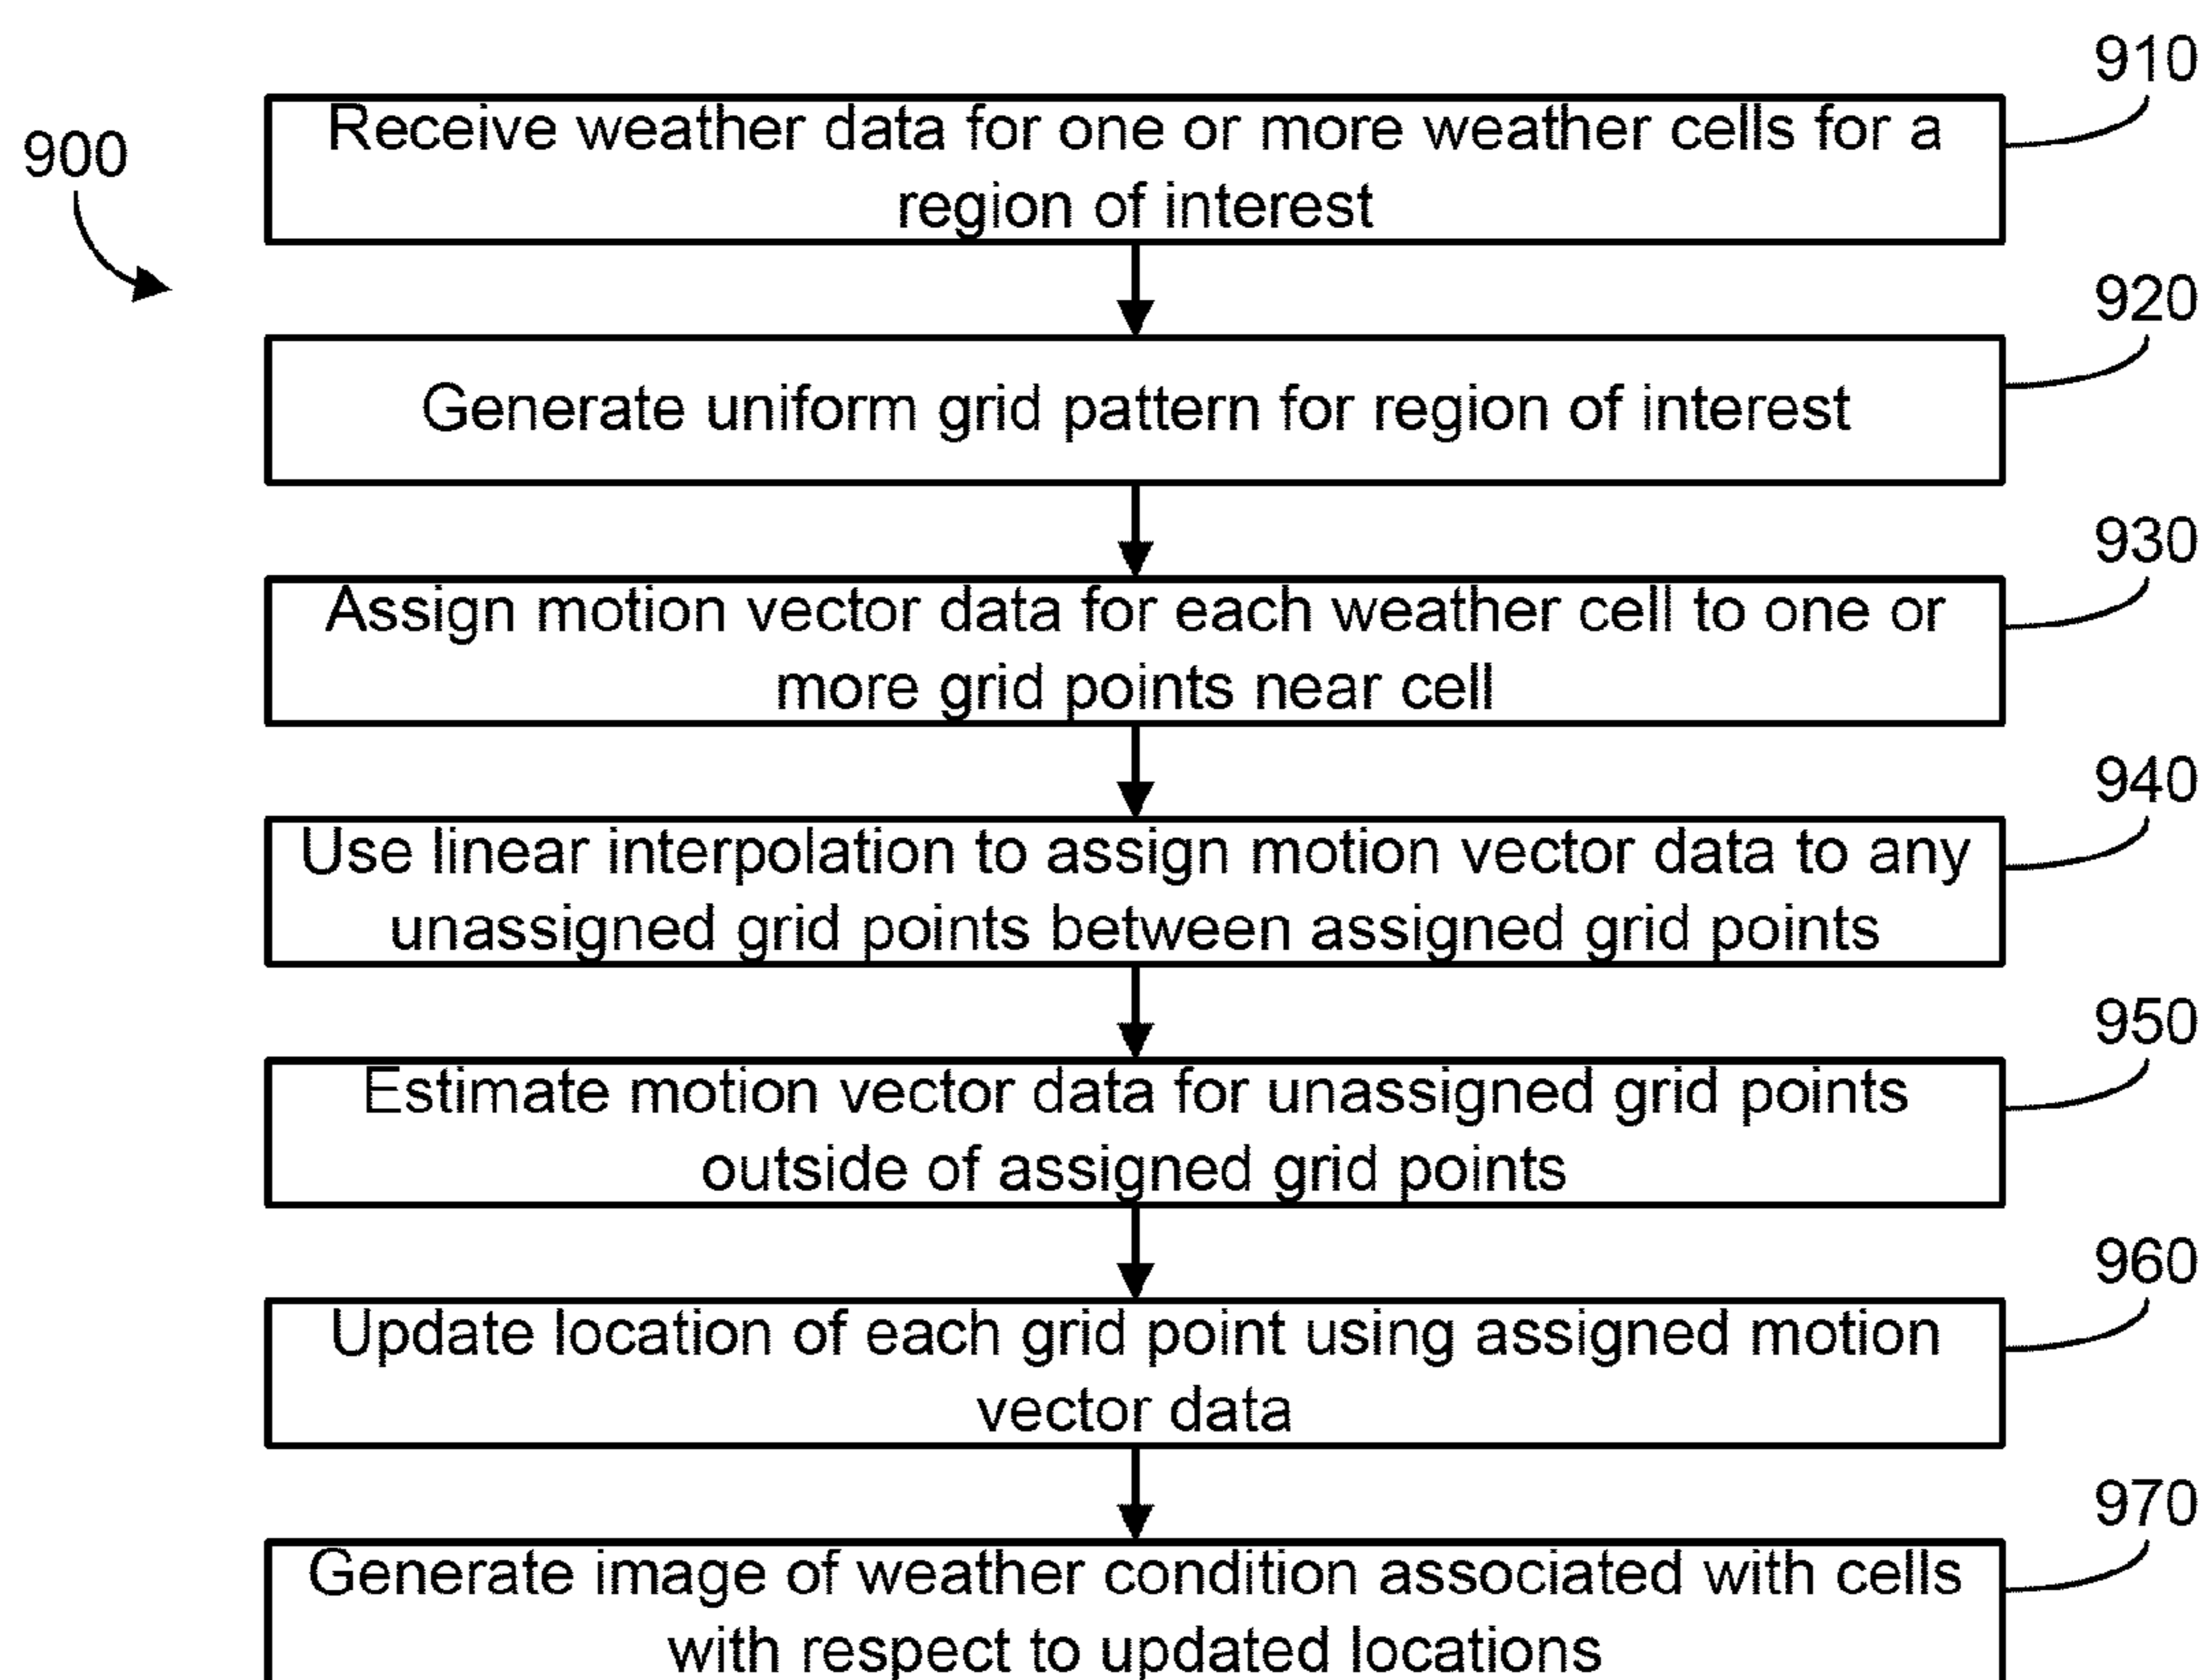 900
910
Receive weather data for one or more weather cells for a
region of interest
920
Generate uniform grid pattern for region of interest
930
Assign motion vector data for each weather cell to one or
more grid points near cell
940
Use linear interpolation to assign motion vector data to any
unassigned grid points between assigned grid points
950
Estimate motion vector data for unassigned grid points
outside of assigned grid points
960
Update location of each grid point using assigned motion
vector data
970
Generate image of weather condition associated with cells
with respect to updated locations